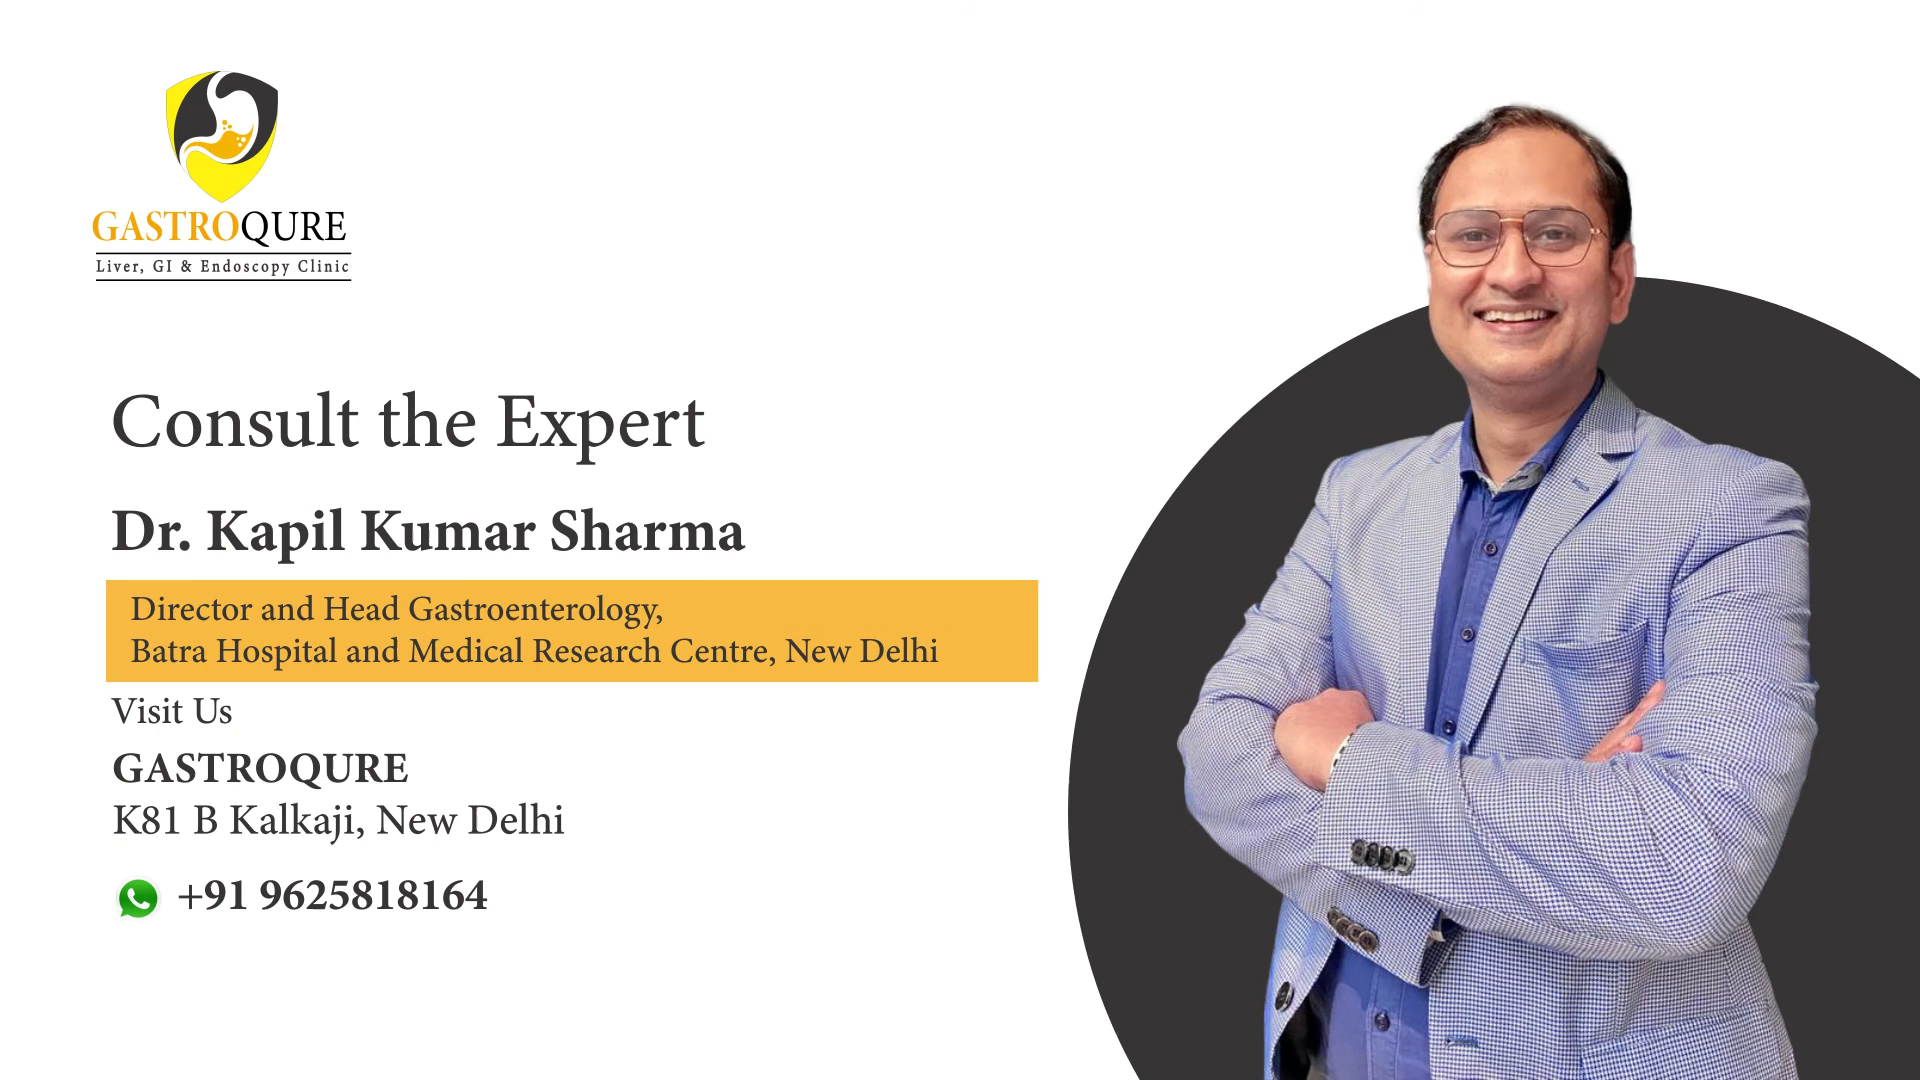 GASTROQURE
Liver, GI & Endoscopy Clinic
Consult the Expert
Dr. Kapil Kumar Sharma
Director and Head Gastroenterology,
Batra Hospital and Medical Research Centre, New Delhi
Visit Us
GASTROQURE
K81 B Kalkaji, New Delhi
+91 9625818164